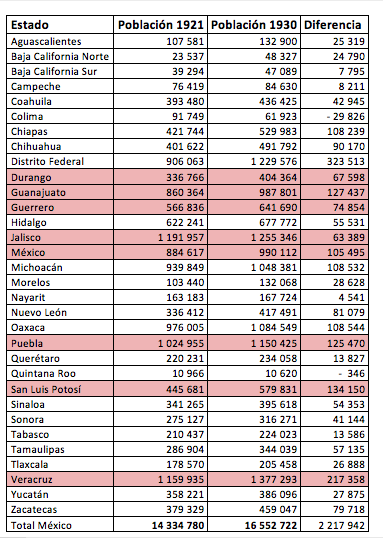 Estado Población 1921 Población 1930 Diferencia
Aguascalientes 107 581 132 900 25 319
Baja California Norte 23 537 48 327 24 790
Baja California Sur 39 294 47 089 7 795
Campeche 76 419 84 630 8 211
Coahuila 393 480 436 425 42 945
Colima 91 749 61 923 - 29 826
Chiapas 421 744 529 983 108 239
Chihuahua 401 622 491 792 90 170
Distrito Federal 906 063 1 229 576 323 513
Durango 336 766 404 364 67 598
Guanajuato 860 364 987 801 127 437
Guerrero 566 836 641 690 74 854
Hidalgo 622 241 677 772 55 531
Jalisco 1 191 957 1 255 346 63 389
México 884 617 990 112 105 495
Michoacán 939 849 1 048 381 108 532
Morelos 103 440 132 068 28 628
Nayarit 163 183 167 724 4 541
Nuevo León 336 412 417 491 81 079
Oaxaca 976 005 1 084 549 108 544
Puebla 1 024 955 1 150 425 125 470
Querétaro 220 231 234 058 13 827
Quintana Roo 10 966 10 620 - 346
San Luis Potosí 445 681 579 831 134 150
Sinaloa 341 265 395 618 54 353
Sonora 275 127 316 271 41 144
Tabasco 210 437 224 023 13 586
Tamaulipas 286 904 344 039 57 135
Tlaxcala 178 570 205 458 26 888
Veracruz 1 159 935 1 377 293 217 358
Yucatán 358 221 386 096 27 875
Zacatecas 379 329 459 047 79 718
Total México 14 334 780 16 552 722 2 217 942